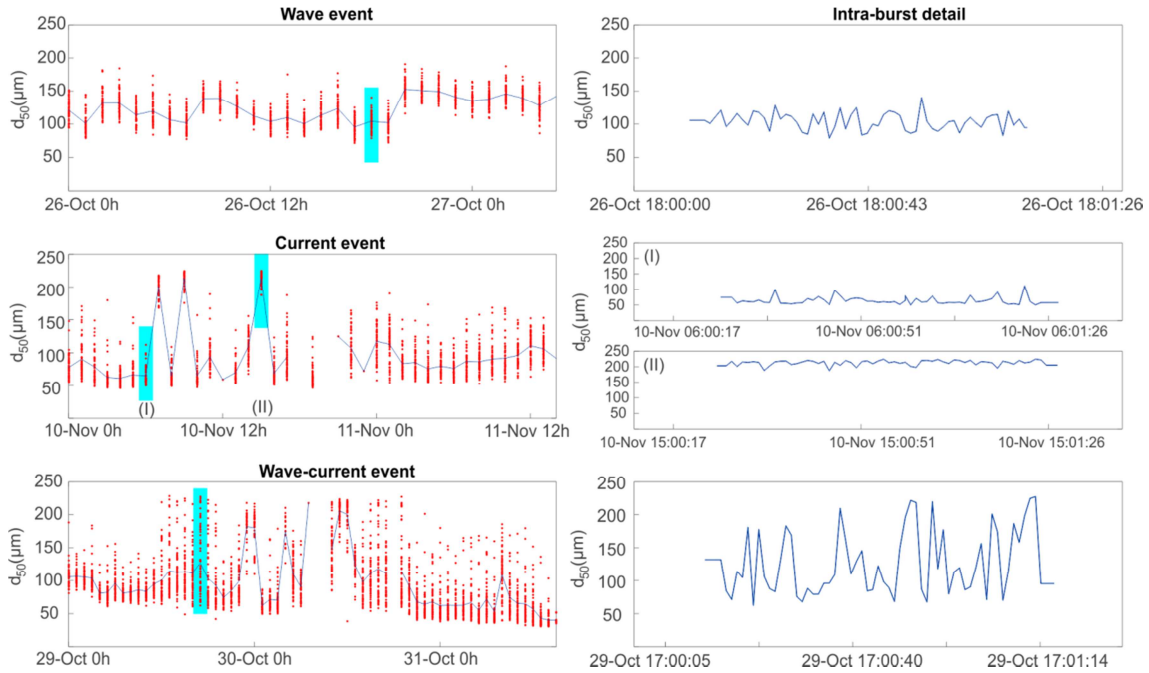 Wave event
250
200
150
100
50
d50(µm)
26-Oct 0h
26-Oct 12h
27-Oct 0h
Intra-burst detail
250
200
150
100
50
d50(µm)
26-Oct 18:00:00
26-Oct 18:00:43
26-Oct 18:01:26
Current event
250
200
150
100
50
d50(µm)
(I)
(II)
10-Nov 0h
10-Nov 12h
11-Nov 0h
11-Nov 12h
(I)
250
200
150
100
50
10-Nov 06:00:17
10-Nov 06:00:51
10-Nov 06:01:26
d50(µm)
(II)
250
200
150
100
50
10-Nov 15:00:17
10-Nov 15:00:51
10-Nov 15:01:26
Wave-current event
250
200
150
100
50
d50(µm)
29-Oct 0h
30-Oct 0h
31-Oct 0h
250
200
150
100
50
d50(µm)
29-Oct 17:00:05
29-Oct 17:00:40
29-Oct 17:01:14